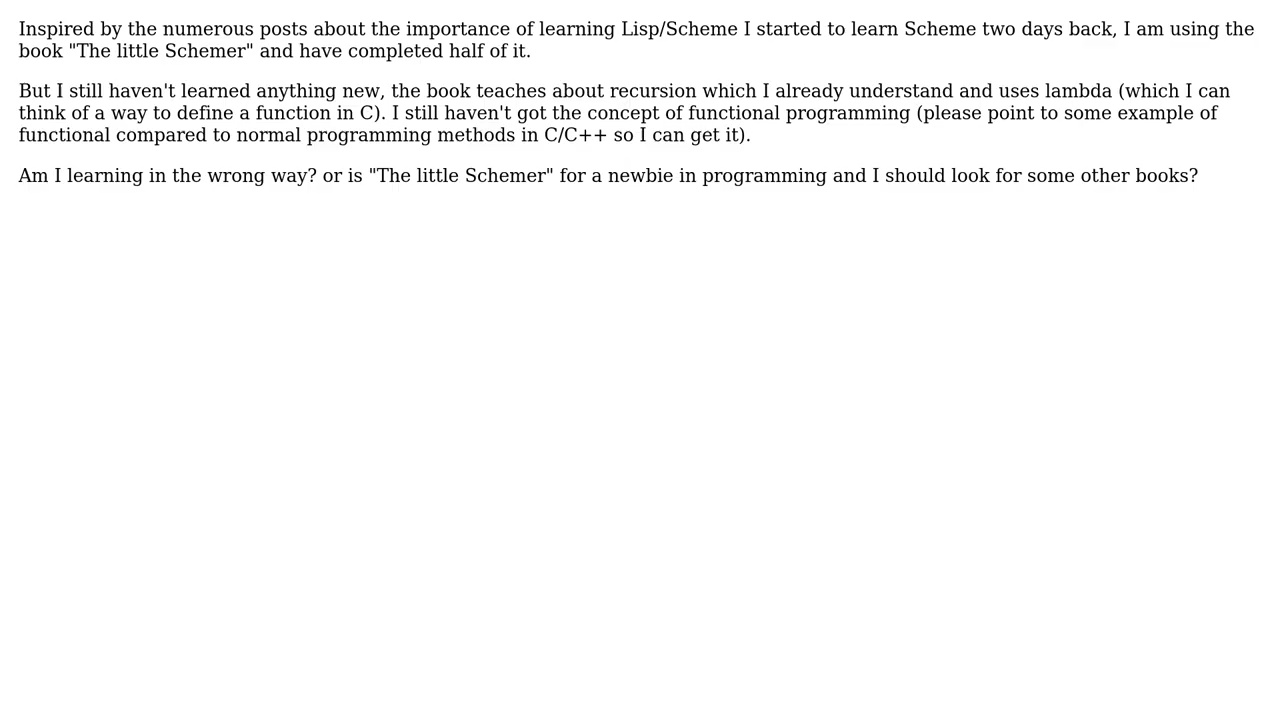 Inspired by the numerous posts about the importance of learning Lisp/Scheme I started to learn Scheme two days back, I am using the
book "The little Schemer" and have completed half of it.
But I still haven't learned anything new, the book teaches about recursion which I already understand and uses lambda (which I can
think of a way to define a function in C). I still haven't got the concept of functional programming (please point to some example of
functional compared to normal programming methods in C/C++ so I can get it).
Am I learning in the wrong way? or is "The little Schemer" for a newbie in programming and I should look for some other books?